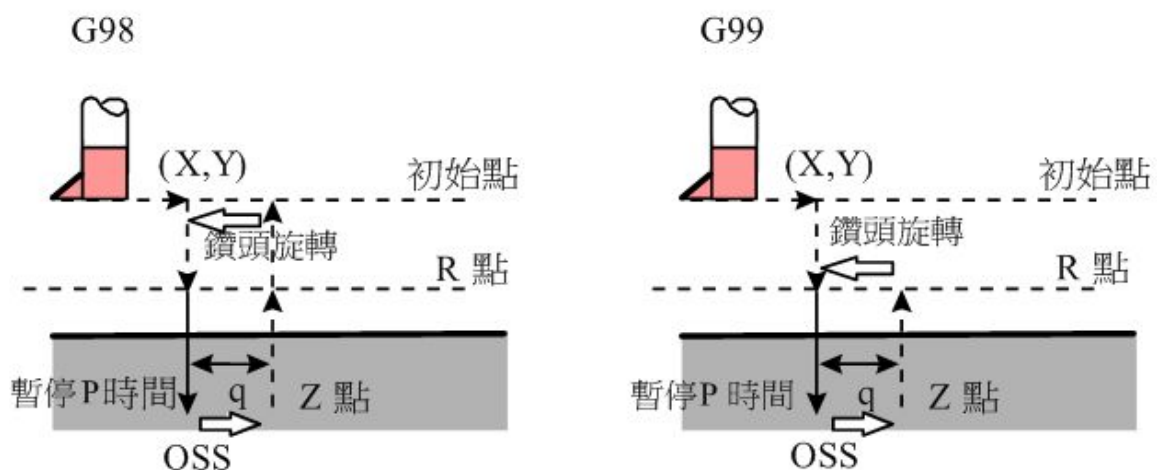 G98
(X,Y)
初始點
鑽頭旋轉
R 點
暫停P時間
q
Z 點
OSS
G99
(X,Y)
初始點
鑽頭旋轉
R 點
暫停P 時間
q
Z 點
OSS